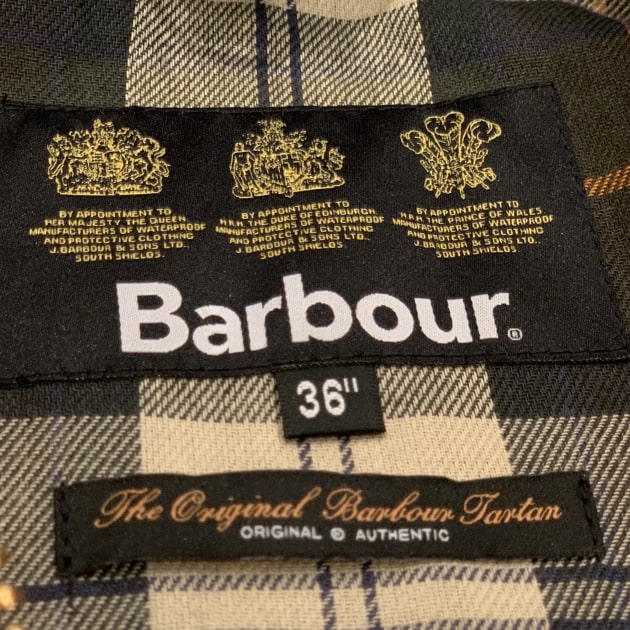 BY APPOINTMENT TO
HER MAJESTY THE QUEEN
MANUFACTURERS OF WATERPROOF
AND PROTECTIVE CLOTHING
J.BARBOUR & SONS LTD.
SOUTH SHIELDS.
BY APPOINTMENT TO
H.R.H. THE DUKE OF EDINBURGH
MANUFACTURERS OF WATERPROOF
AND PROTECTIVE CLOTHING
J.BARBOUR & SONS LTD.
SOUTH SHIELDS.
BY APPOINTMENT TO
H.R.H. THE PRINCE OF WALES
MANUFACTURERS OF WATERPROOF
AND PROTECTIVE CLOTHING
J.BARBOUR & SONS LTD.
SOUTH SHIELDS.
Barbour®
36"
The Original Barbour Tartan
ORIGINAL © AUTHENTIC